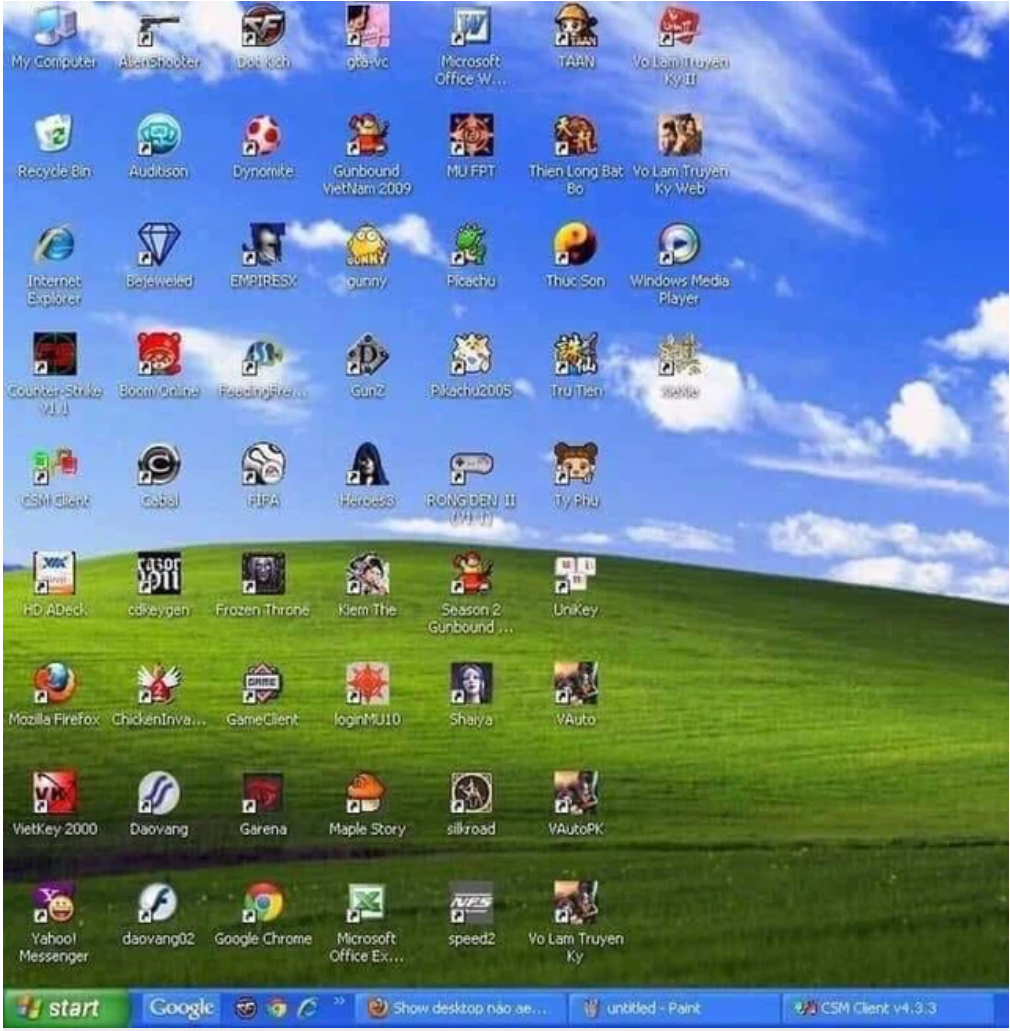 My Computer
AlienShooter
Dot Kich
gta-vc
Microsoft
Office W...
TAAN
Vo Lam Truyen
Ky II
Recycle Bin
Auditison
Dynomite
Gunbound
VietNam 2009
MU FPT
Thien Long Bat
Bo
Vo Lam Truyen
Ky Web
Internet
Explorer
Bejeweled
EMPIRESX
gunny
Picachu
Thuc Son
Windows Media
Player
Counter-Strike
V1.1
Boom Online
FeedingFre...
GunZ
Pikachu2005
Tru Tien
CSM Client
Cabal
FIFA
Heroes3
RONG DEN II
(V1.1)
Ty Phu
HD ADeck
cdkeygen
Frozen Throne
Kiem The
Season 2
Gunbound ...
UniKey
Mozilla Firefox
ChickenInva...
GameClient
loginMU10
Shaiya
VAuto
VietKey 2000
Daovang
Garena
Maple Story
silkroad
VAutoPK
Yahoo!
Messenger
daovang02
Google Chrome
Microsoft
Office Ex...
speed2
Vo Lam Truyen
Ky
start
Google
Show desktop nào ae...
untitled - Paint
CSM Client v4.3.3